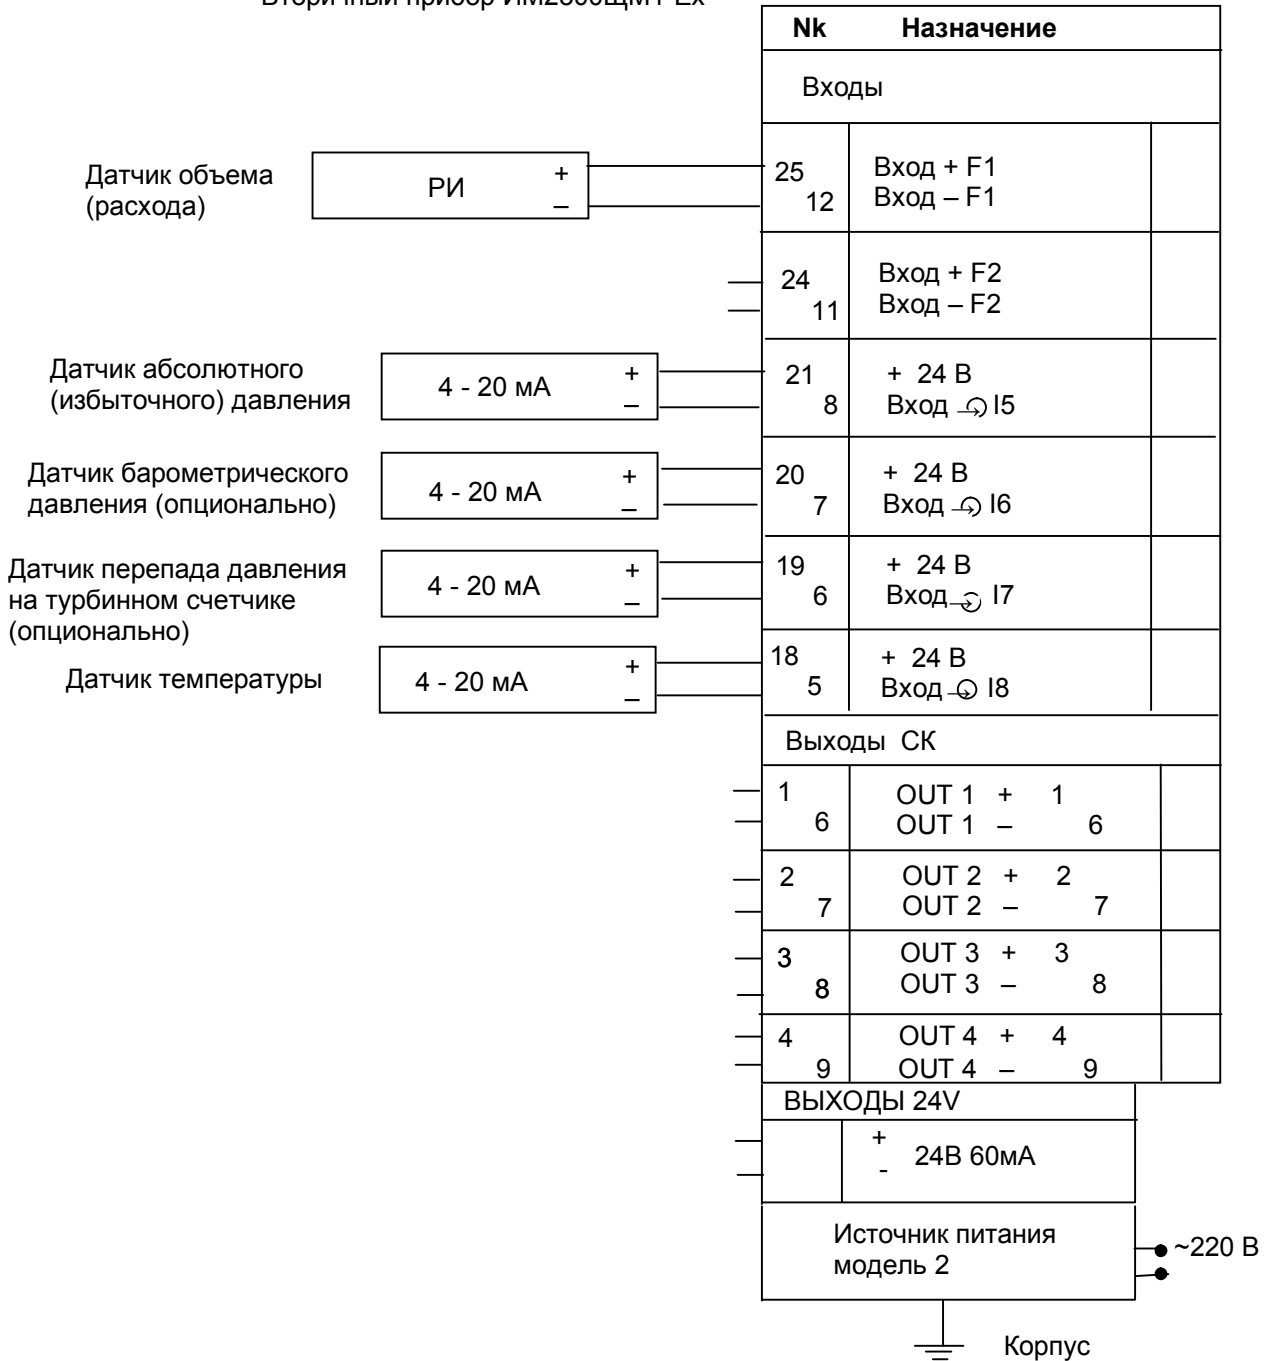 Nk Назначение
Входы
Датчик объема
(расхода)
РИ + –
25 Вход + F1
12 Вход – F1
24 Вход + F2
11 Вход – F2
Датчик абсолютного
(избыточного) давления
4 - 20 мА + –
21 + 24 В
8 Вход I5
Датчик барометрического
давления (опционально)
4 - 20 мА + –
20 + 24 В
7 Вход I6
Датчик перепада давления
на турбинном счетчике
(опционально)
4 - 20 мА + –
19 + 24 В
6 Вход I7
Датчик температуры
4 - 20 мА + –
18 + 24 В
5 Вход I8
Выходы СК
1 OUT 1 + 1
6 OUT 1 – 6
2 OUT 2 + 2
7 OUT 2 – 7
3 OUT 3 + 3
8 OUT 3 – 8
4 OUT 4 + 4
9 OUT 4 – 9
ВЫХОДЫ 24V
+
- 24В 60мА
Источник питания
модель 2
~220 В
Корпус